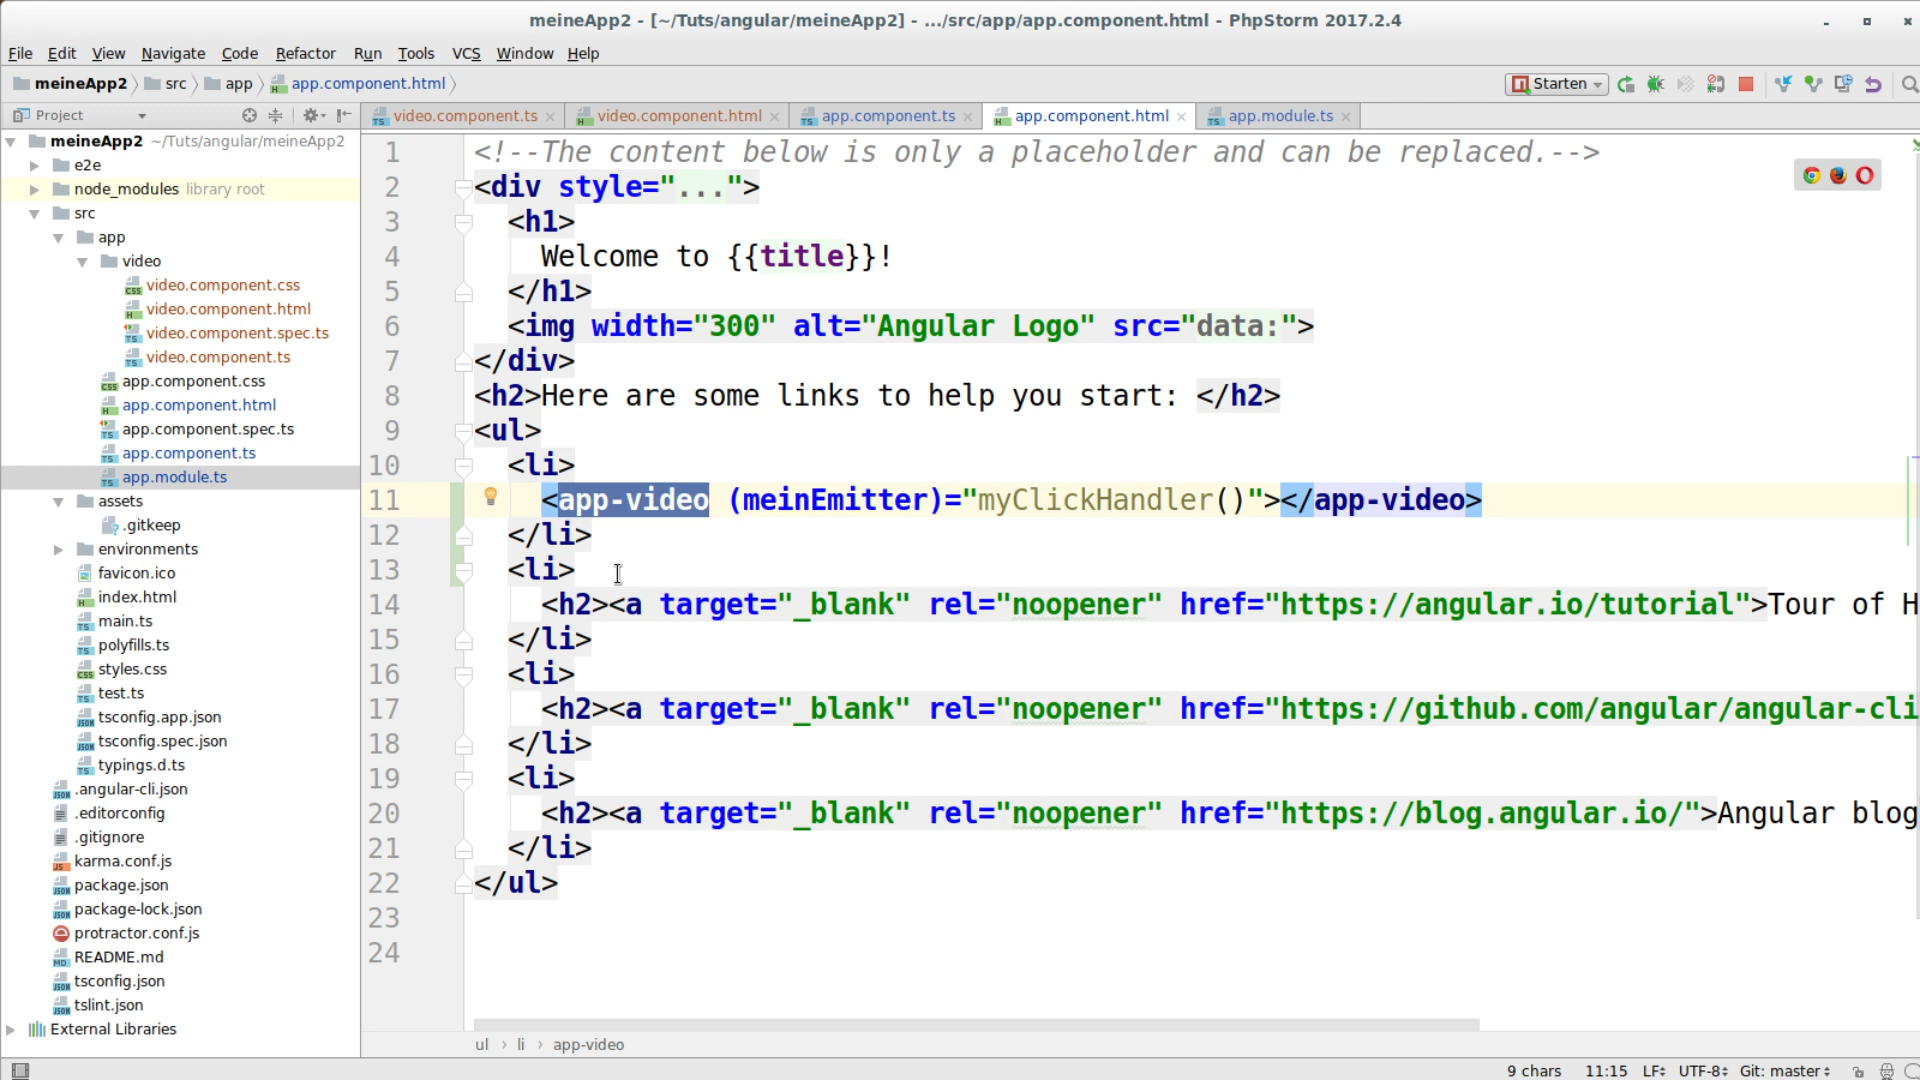 meineApp2 - [~/Tuts/angular/meineApp2] - .../src/app/app.component.html - PhpStorm 2017.2.4
File Edit View Navigate Code Refactor Run Tools VCS Window Help
meineApp2 src app app.component.html Starten
Project
video.component.ts video.component.html app.component.ts app.component.html app.module.ts
meineApp2 ~/Tuts/angular/meineApp2
e2e
node_modules library root
src
app
video
video.component.css
video.component.html
video.component.spec.ts
video.component.ts
app.component.css
app.component.html
app.component.spec.ts
app.component.ts
app.module.ts
assets
.gitkeep
environments
favicon.ico
index.html
main.ts
polyfills.ts
styles.css
test.ts
tsconfig.app.json
tsconfig.spec.json
typings.d.ts
.angular-cli.json
.editorconfig
.gitignore
karma.conf.js
package.json
package-lock.json
protractor.conf.js
README.md
tsconfig.json
tslint.json
External Libraries
1 <!--The content below is only a placeholder and can be replaced.-->
2 <div style="...">
3 <h1>
4 Welcome to {{title}}!
5 </h1>
6 <img width="300" alt="Angular Logo" src="data:">
7 </div>
8 <h2>Here are some links to help you start: </h2>
9 <ul>
10 <li>
11 <app-video (meinEmitter)="myClickHandler()"></app-video>
12 </li>
13 <li>
14 <h2><a target="_blank" rel="noopener" href="https://angular.io/tutorial">Tour of H
15 </li>
16 <li>
17 <h2><a target="_blank" rel="noopener" href="https://github.com/angular/angular-cli
18 </li>
19 <li>
20 <h2><a target="_blank" rel="noopener" href="https://blog.angular.io/">Angular blog
21 </li>
22 </ul>
23
24
ul › li › app-video
9 chars 11:15 LF UTF-8 Git: master